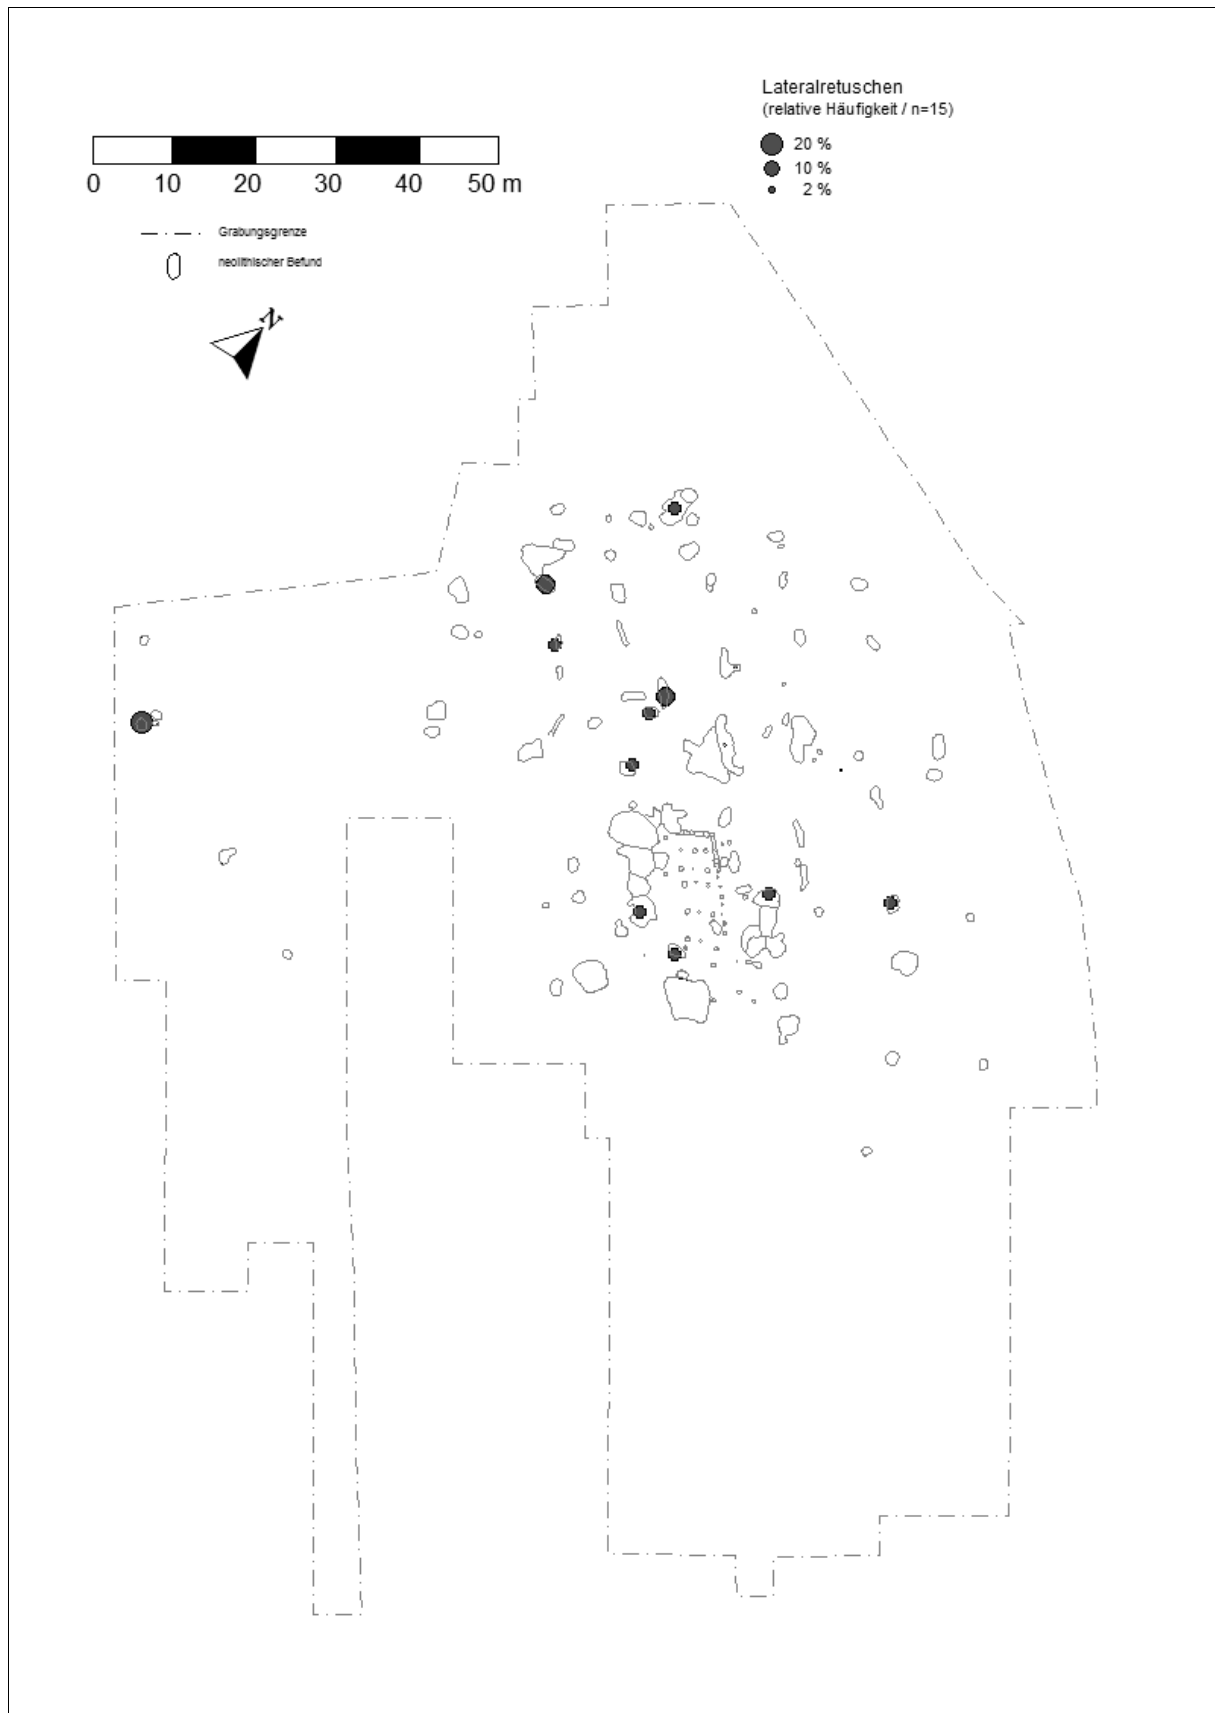 Lateralretuschen
(relative Häufigkeit / n=15)
20 %
10 %
2 %
0 10 20 30 40 50 m
Grabungsgrenze
neolithischer Befund
N